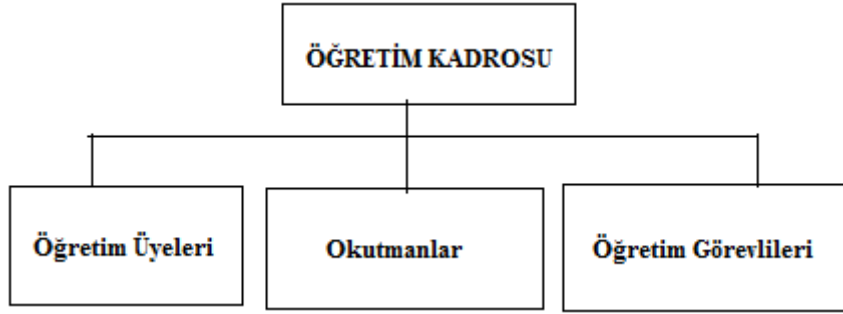 ÖĞRETİM KADROSU
Öğretim Üyeleri
Okutmanlar
Öğretim Görevlileri